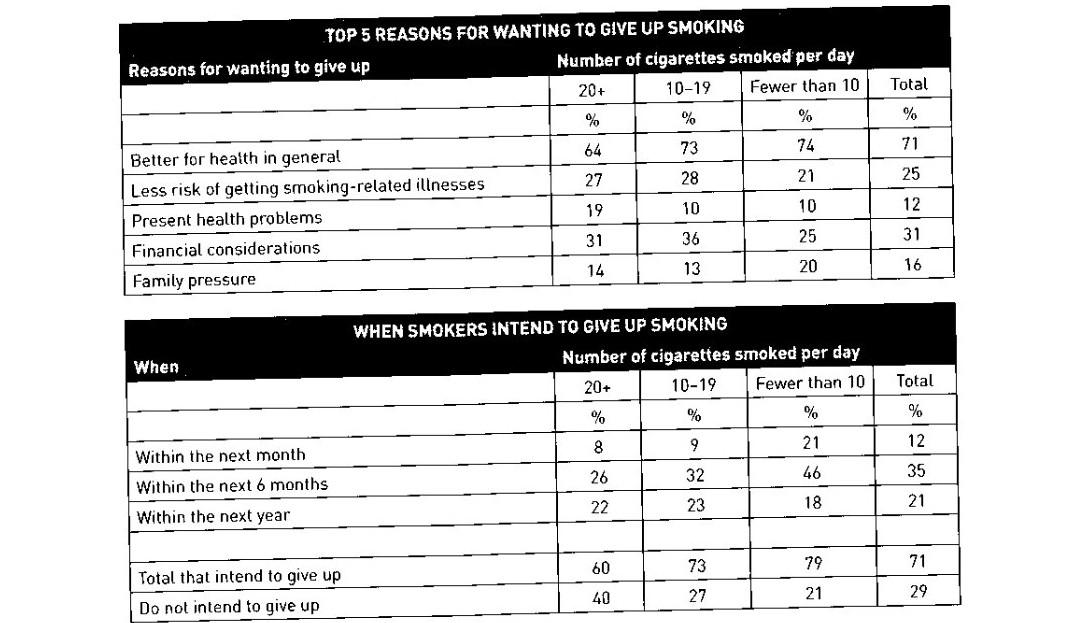 TOP 5 REASONS FOR WANTING TO GIVE UP SMOKING
Reasons for wanting to give up Number of cigarettes smoked per day
20+ 10–19 Fewer than 10 Total
% % % %
Better for health in general 64 73 74 71
Less risk of getting smoking-related illnesses 27 28 21 25
Present health problems 19 10 10 12
Financial considerations 31 36 25 31
Family pressure 14 13 20 16
WHEN SMOKERS INTEND TO GIVE UP SMOKING
When Number of cigarettes smoked per day
20+ 10–19 Fewer than 10 Total
% % % %
Within the next month 8 9 21 12
Within the next 6 months 26 32 46 35
Within the next year 22 23 18 21
Total that intend to give up 60 73 79 71
Do not intend to give up 40 27 21 29